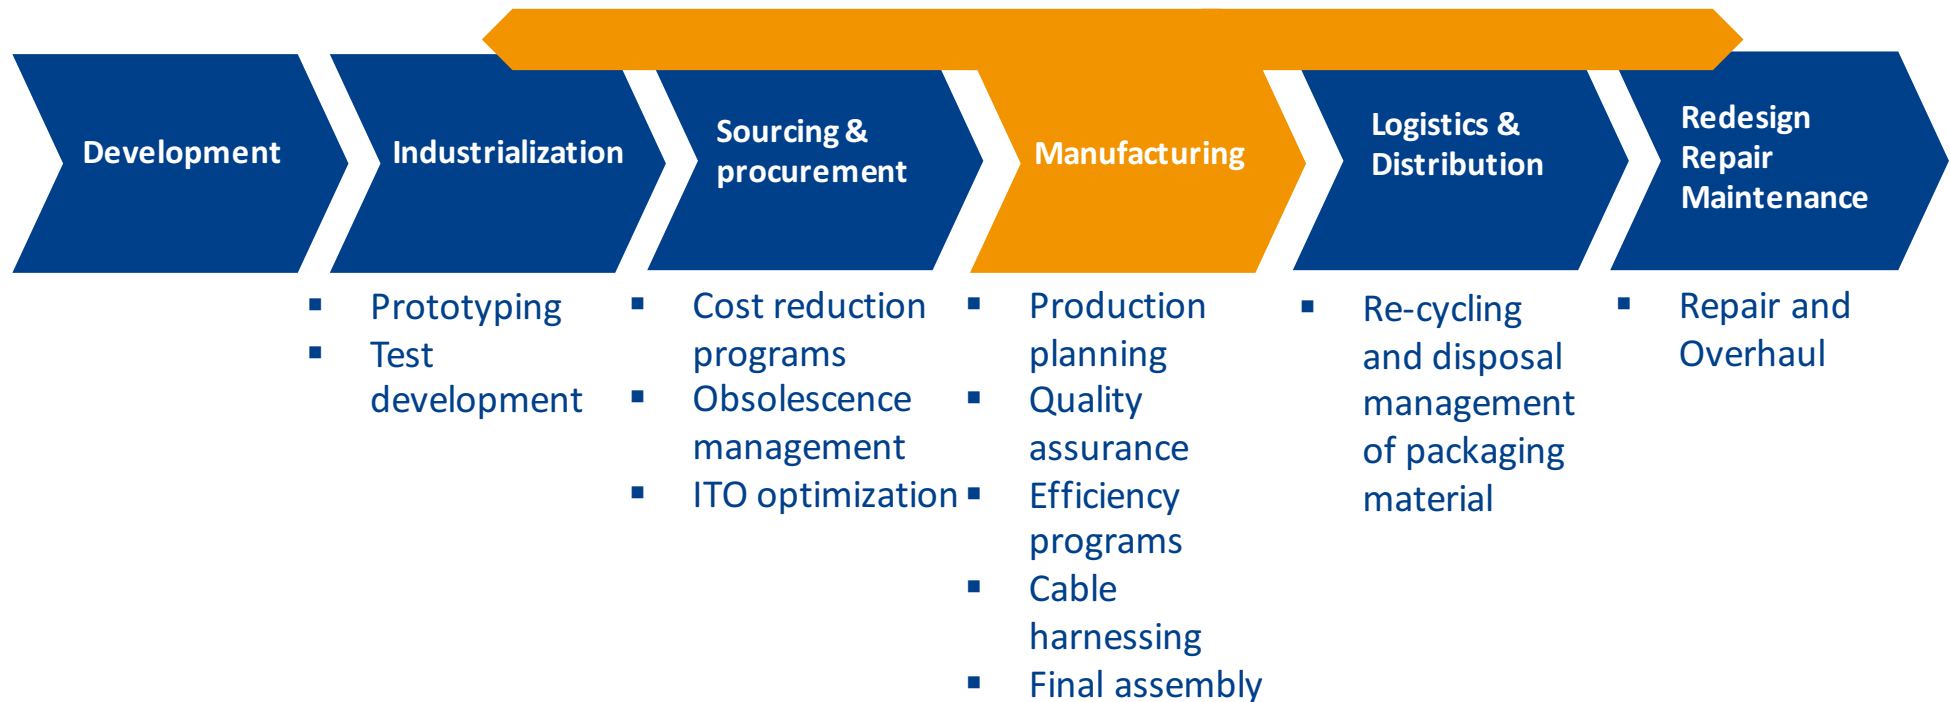 Development
Industrialization
Sourcing &
procurement
Manufacturing
Logistics &
Distribution
Redesign
Repair
Maintenance
▪ Prototyping
▪ Test
development
▪ Cost reduction
programs
▪ Obsolescence
management
▪ ITO optimization
▪ Production
planning
▪ Quality
assurance
▪ Efficiency
programs
▪ Cable
harnessing
▪ Final assembly
▪ Re-cycling
and disposal
management
of packaging
material
▪ Repair and
Overhaul